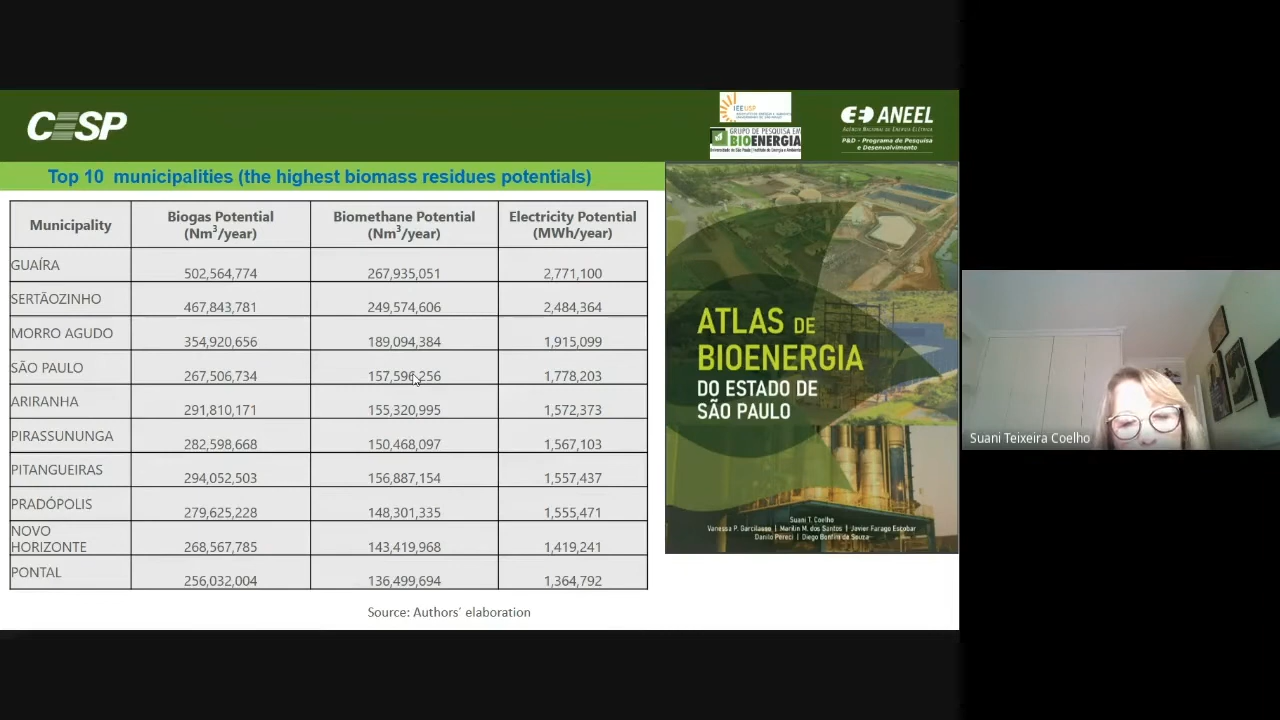 CESP
IEE USP
GRUPO DE PESQUISA EM
BIOENERGIA
ANEEL
AGÊNCIA NACIONAL DE ENERGIA ELÉTRICA
P&D - Programa de Pesquisa
e Desenvolvimento
Top 10 municipalities (the highest biomass residues potentials)
Municipality Biogas Potential (Nm³/year) Biomethane Potential (Nm³/year) Electricity Potential (MWh/year)
GUAÍRA 502,564,774 267,935,051 2,771,100
SERTÃOZINHO 467,843,781 249,574,606 2,484,364
MORRO AGUDO 354,920,656 189,094,384 1,915,099
SÃO PAULO 267,506,734 157,596,256 1,778,203
ARIRANHA 291,810,171 155,320,995 1,572,373
PIRASSUNUNGA 282,598,668 150,468,097 1,567,103
PITANGUEIRAS 294,052,503 156,887,154 1,557,437
PRADÓPOLIS 279,625,228 148,301,335 1,555,471
NOVO HORIZONTE 268,567,785 143,419,968 1,419,241
PONTAL 256,032,004 136,499,694 1,364,792
Source: Authors´ elaboration
ATLAS DE
BIOENERGIA
DO ESTADO DE
SÃO PAULO
Suani T. Coelho
Vanessa P. Garcilasso | Marilin M. dos Santos | Javier Farago Escobar
Danilo Perecin | Diego Bonfim de Souza
Suani Teixeira Coelho